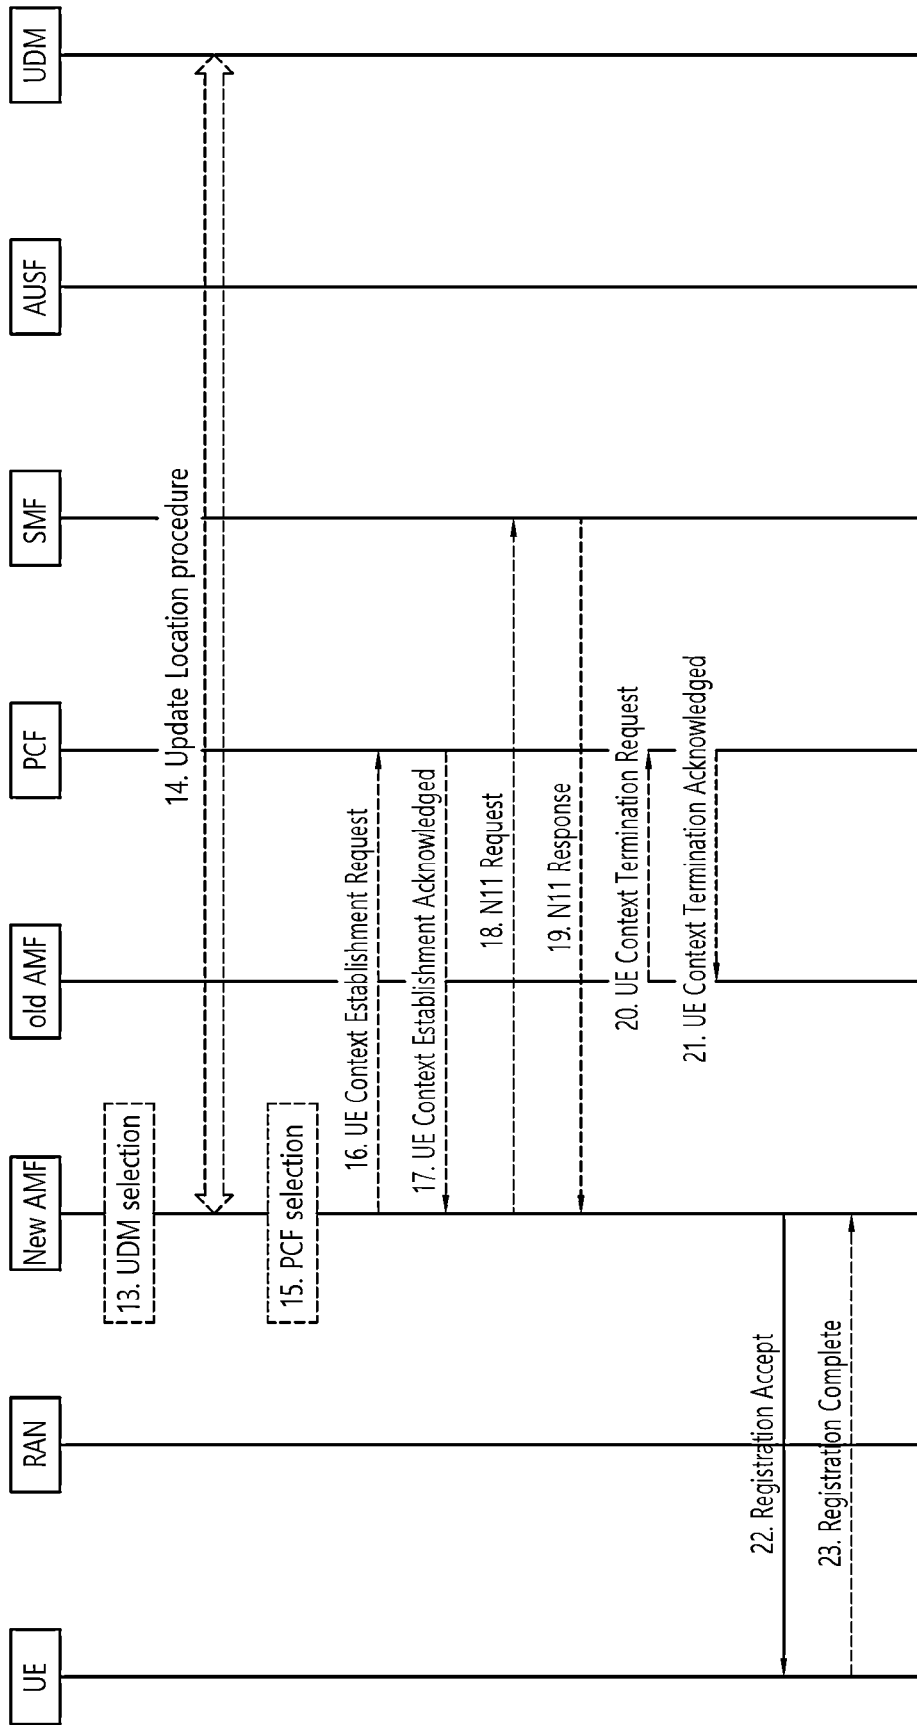 UE
RAN
New AMF
old AMF
PCF
SMF
AUSF
UDM
13. UDM selection
14. Update Location procedure
15. PCF selection
16. UE Context Establishment Request
17. UE Context Establishment Acknowledged
18. N11 Request
19. N11 Response
20. UE Context Termination Request
21. UE Context Termination Acknowledged
22. Registration Accept
23. Registration Complete